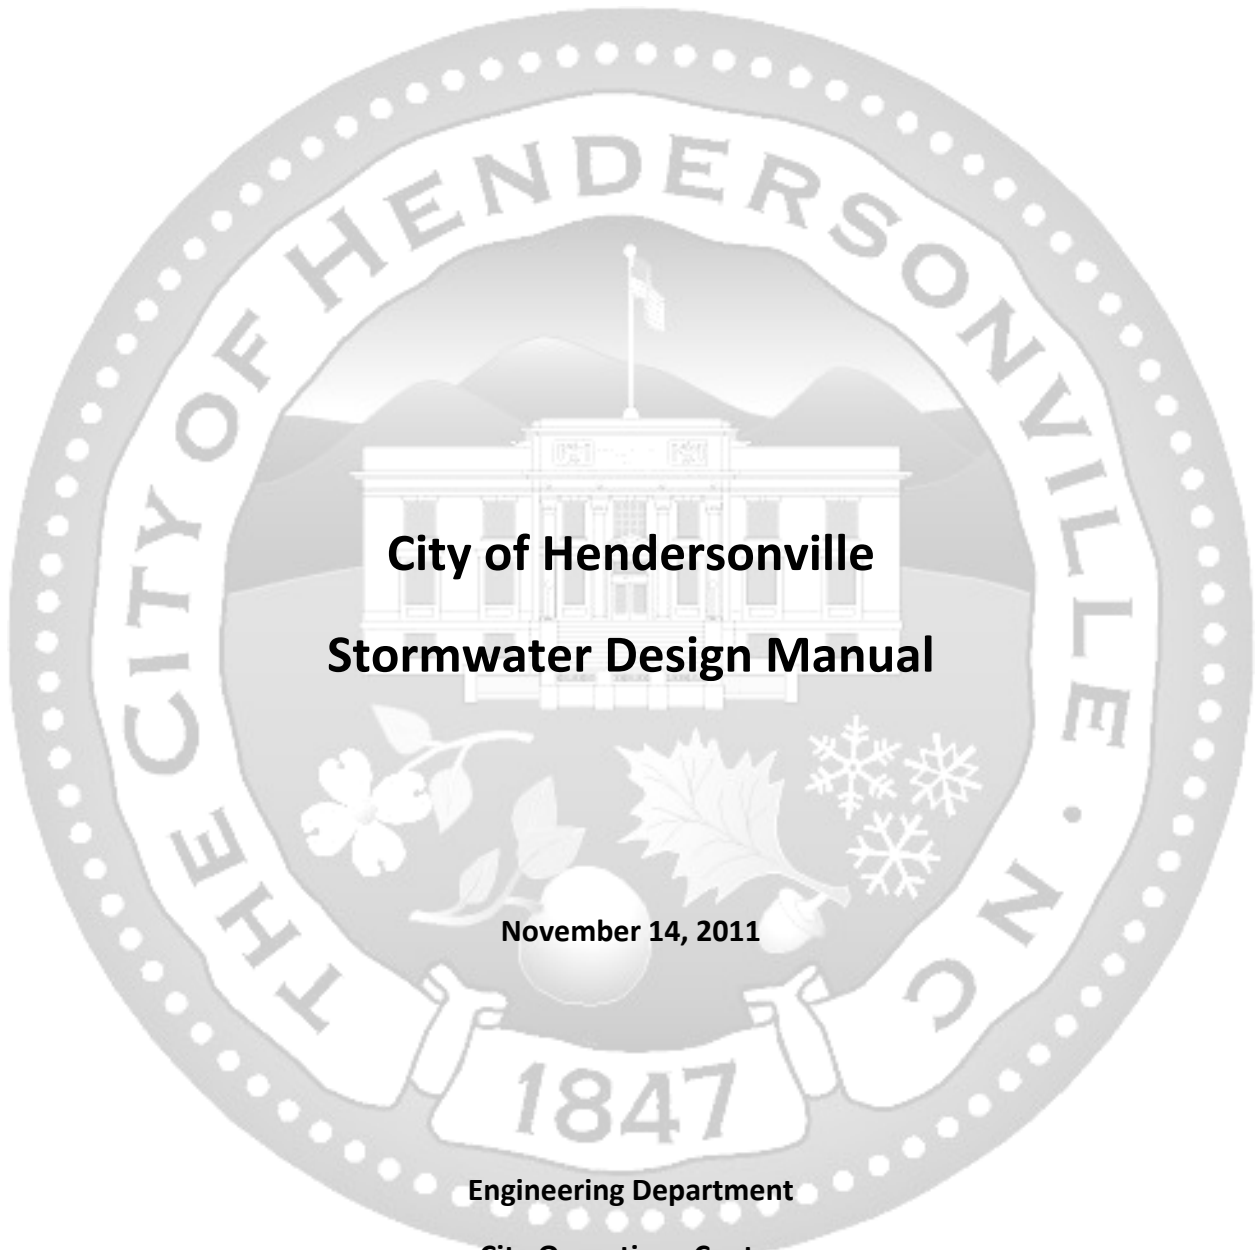 THE CITY OF HENDERSONVILLE • NC
City of Hendersonville
Stormwater Design Manual
November 14, 2011
1847
Engineering Department